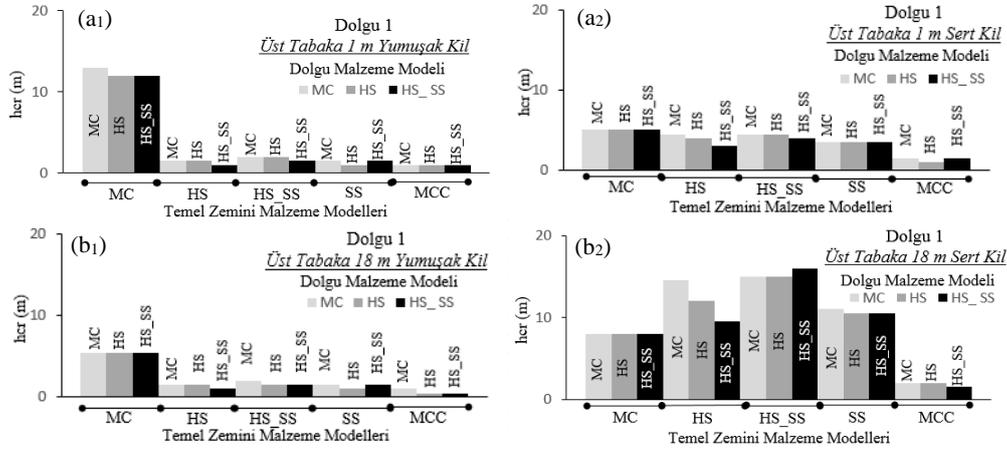 (a1)
20
10
0
hcr (m)
Dolgu 1
Üst Tabaka 1 m Yumuşak Kil
Dolgu Malzeme Modeli
MC HS HS_SS
MC HS HS_SS
MC HS HS_SS
MC HS HS_SS
MC HS HS_SS
MC HS HS_SS
MC HS HS_SS SS MCC
Temel Zemini Malzeme Modelleri
(a2)
20
10
0
hcr (m)
Dolgu 1
Üst Tabaka 1 m Sert Kil
Dolgu Malzeme Modeli
MC HS HS_SS
MC HS HS_SS
MC HS HS_SS
MC HS HS_SS
MC HS HS_SS
MC HS HS_SS
MC HS HS_SS SS MCC
Temel Zemini Malzeme Modelleri
(b1)
20
10
0
hcr (m)
Dolgu 1
Üst Tabaka 18 m Yumuşak Kil
Dolgu Malzeme Modeli
MC HS HS_SS
MC HS HS_SS
MC HS HS_SS
MC HS HS_SS
MC HS HS_SS
MC HS HS_SS
MC HS HS_SS SS MCC
Temel Zemini Malzeme Modelleri
(b2)
20
10
0
hcr (m)
Dolgu 1
Üst Tabaka 18 m Sert Kil
Dolgu Malzeme Modeli
MC HS HS_SS
MC HS HS_SS
MC HS HS_SS
MC HS HS_SS
MC HS HS_SS
MC HS HS_SS
MC HS HS_SS SS MCC
Temel Zemini Malzeme Modelleri